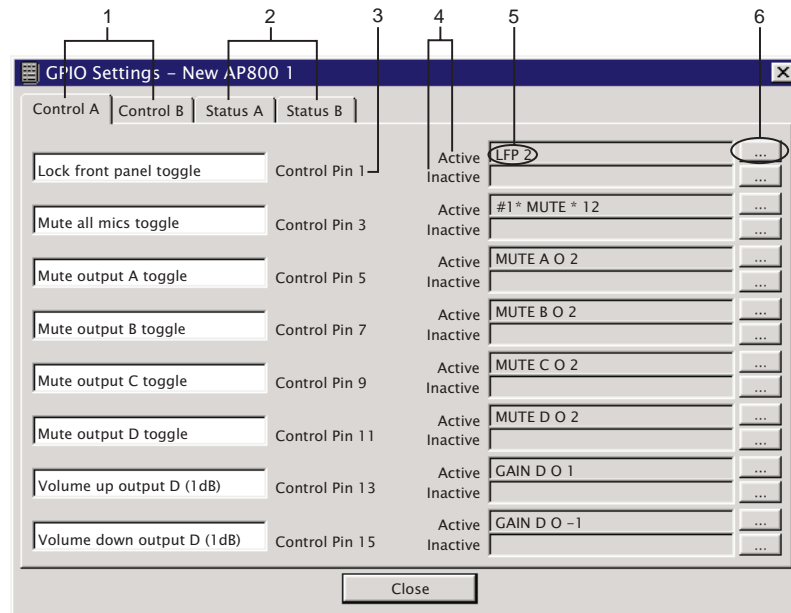 1 2 3 4 5 6
GPIO Settings – New AP800 1
Control A Control B Status A Status B
Lock front panel toggle Control Pin 1 Active LFP 2 ...
Inactive ...
Mute all mics toggle Control Pin 3 Active #1* MUTE * 12 ...
Inactive ...
Mute output A toggle Control Pin 5 Active MUTE A O 2 ...
Inactive ...
Mute output B toggle Control Pin 7 Active MUTE B O 2 ...
Inactive ...
Mute output C toggle Control Pin 9 Active MUTE C O 2 ...
Inactive ...
Mute output D toggle Control Pin 11 Active MUTE D O 2 ...
Inactive ...
Volume up output D (1dB) Control Pin 13 Active GAIN D O 1 ...
Inactive ...
Volume down output D (1dB) Control Pin 15 Active GAIN D O –1 ...
Inactive ...
Close